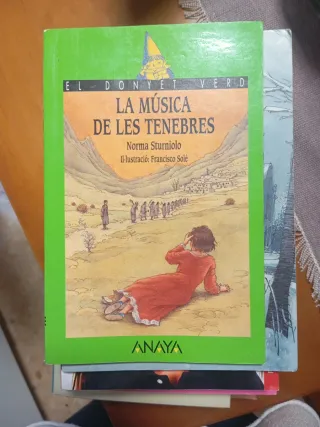 EL DONYET VERD
LA MÚSICA
DE LES TENEBRES
Norma Sturniolo
Il·lustració: Francisco Solé
ANAYA